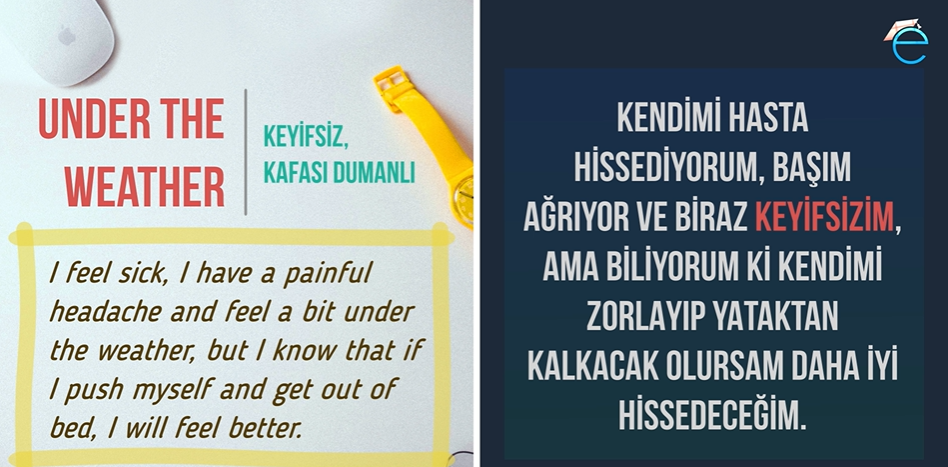 UNDER THE
WEATHER
KEYİFSİZ,
KAFASI DUMANLI
I feel sick, I have a painful
headache and feel a bit under
the weather, but I know that if
I push myself and get out of
bed, I will feel better.
e
KENDİMİ HASTA
HİSSEDİYORUM, BAŞIM
AĞRIYOR VE BİRAZ KEYİFSİZİM,
AMA BİLİYORUM Kİ KENDİMİ
ZORLAYIP YATAKTAN
KALKACAK OLURSAM DAHA İYİ
HİSSEDECEĞİM.